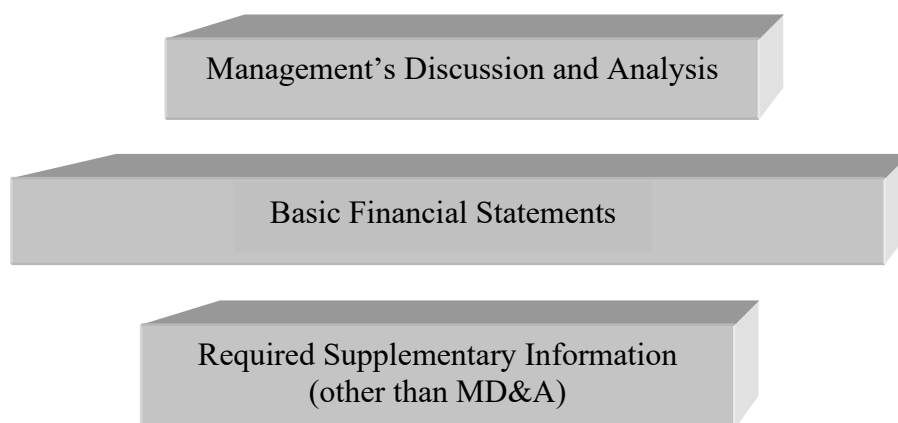 Management’s Discussion and Analysis
Basic Financial Statements
Required Supplementary Information
(other than MD&A)